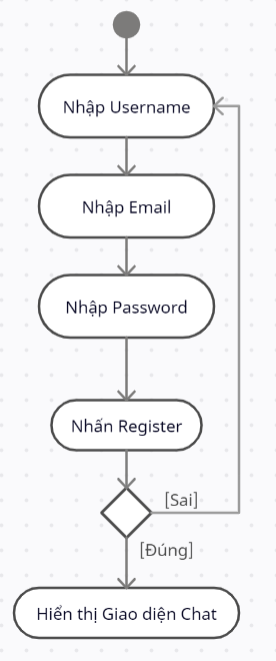 Nhập Username
Nhập Email
Nhập Password
Nhấn Register
[Sai]
[Đúng]
Hiển thị Giao diện Chat